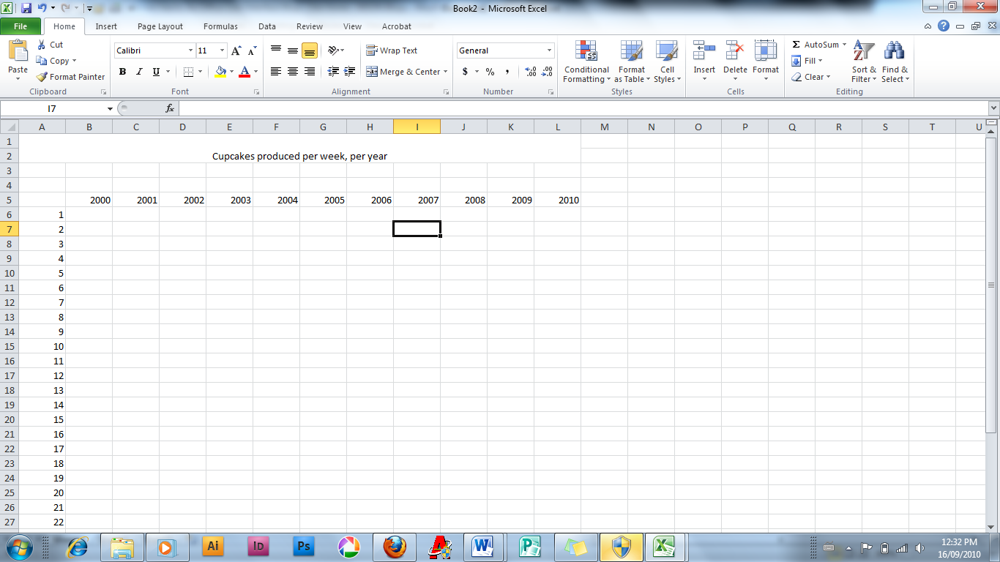 Book2 - Microsoft Excel
File Home Insert Page Layout Formulas Data Review View Acrobat
Paste
Cut
Copy
Format Painter
Clipboard
Calibri 11
B I U
Font
Wrap Text
Merge & Center
Alignment
General
$ % ,
Number
Conditional Formatting
Format as Table
Cell Styles
Styles
Insert Delete Format
Cells
AutoSum
Fill
Clear
Sort & Filter
Find & Select
Editing
I7 fx
A B C D E F G H I J K L M N O P Q R S T U
1
2 Cupcakes produced per week, per year
3
4
5 2000 2001 2002 2003 2004 2005 2006 2007 2008 2009 2010
6 1
7 2
8 3
9 4
10 5
11 6
12 7
13 8
14 9
15 10
16 11
17 12
18 13
19 14
20 15
21 16
22 17
23 18
24 19
25 20
26 21
27 22
Ai Id Ps
12:32 PM
16/09/2010